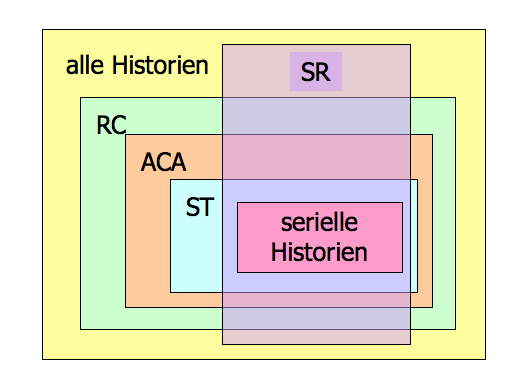 alle Historien
SR
RC
ACA
ST
serielle
Historien